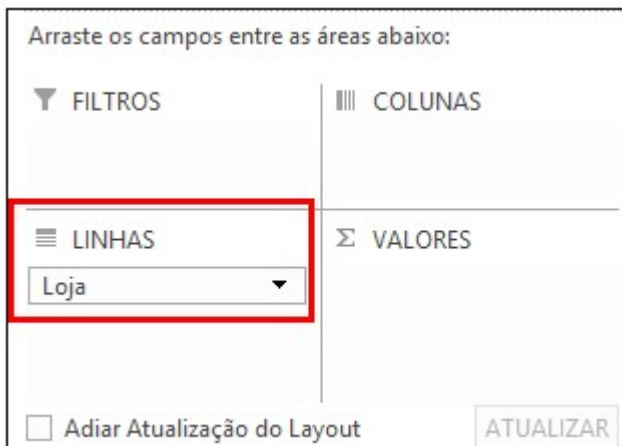 Arraste os campos entre as áreas abaixo:
FILTROS
COLUNAS
LINHAS
Σ VALORES
Loja
Adiar Atualização do Layout
ATUALIZAR